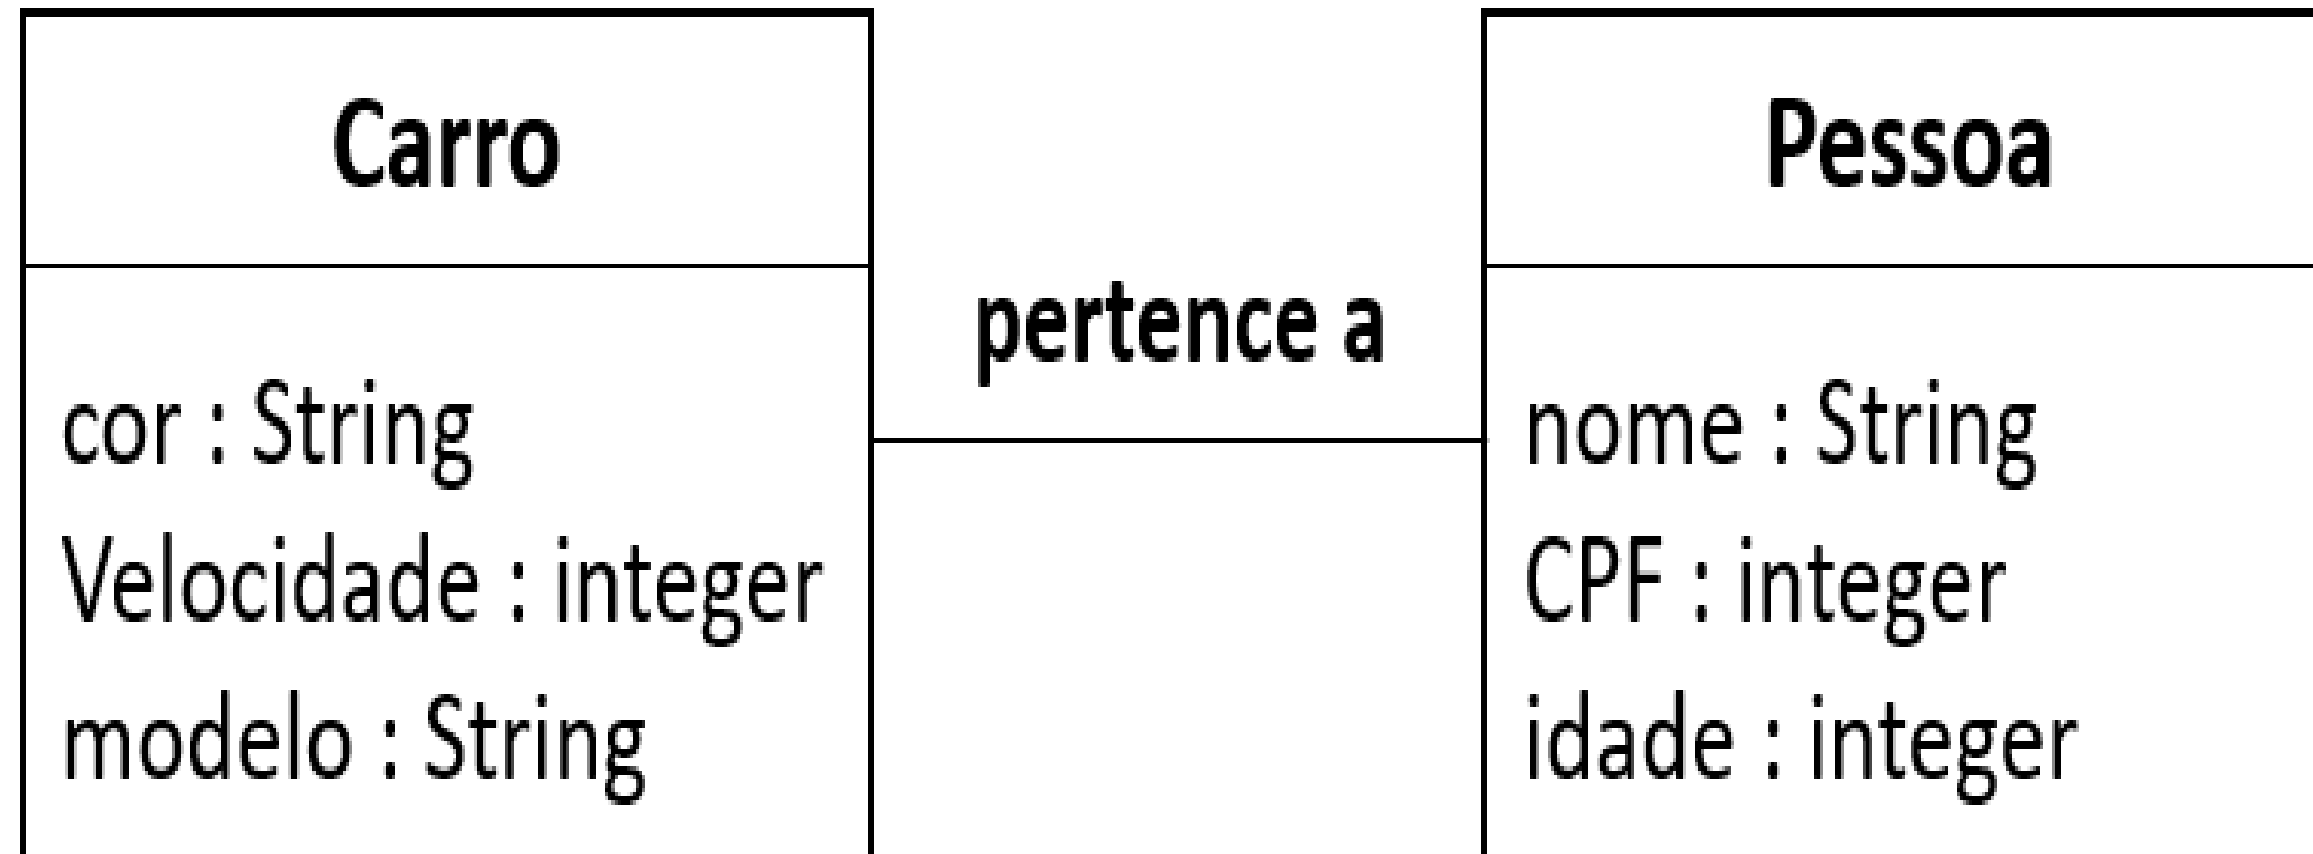 Carro
cor : String
Velocidade : integer
modelo : String
pertence a
Pessoa
nome : String
CPF : integer
idade : integer